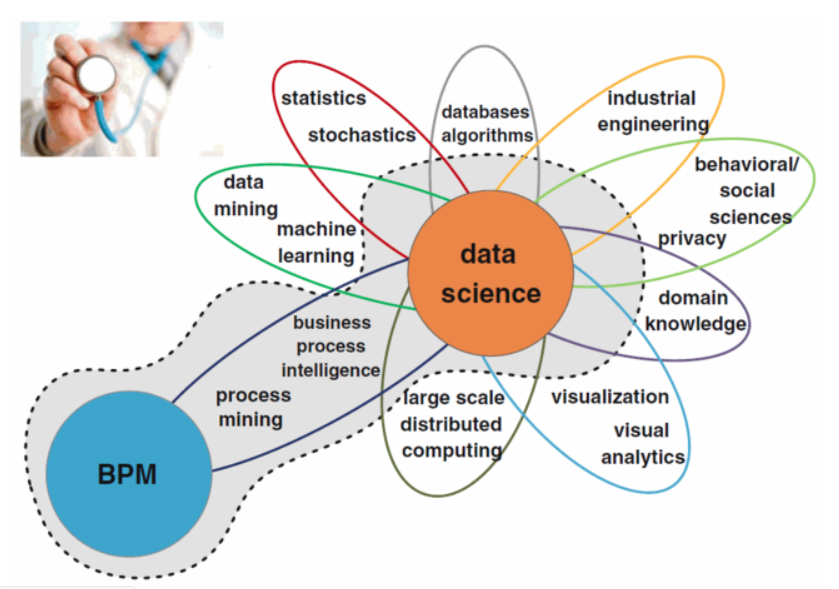 statistics
stochastics
databases
algorithms
industrial
engineering
behavioral/
social
sciences
data
mining
machine
learning
privacy
data
science
domain
knowledge
business
process
intelligence
process
mining
large scale
distributed
computing
visualization
visual
analytics
BPM